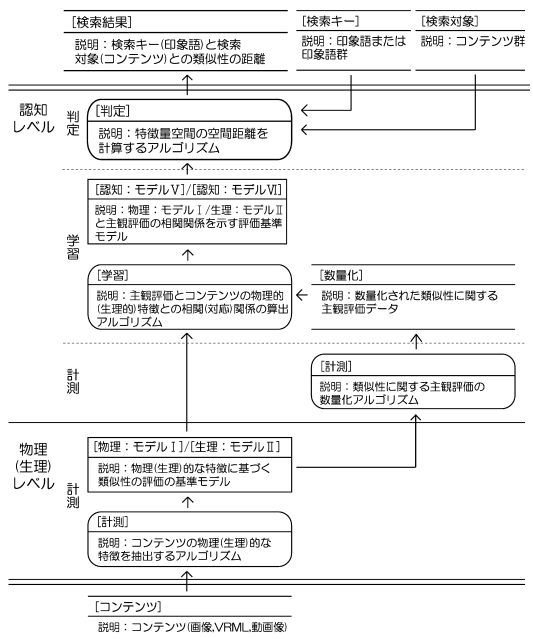 [検索結果]
説明：検索キー(印象語)と検索
対象(コンテンツ)との類似性の距離
[検索キー]
説明：印象語または
印象語群
[検索対象]
説明：コンテンツ群
認知
レベル
判定
[判定]
説明：特徴量空間の空間距離を
計算するアルゴリズム
[認知：モデルⅤ]/[認知：モデルⅥ]
説明：物理：モデルⅠ/生理：モデルⅡ
と主観評価の相関関係を示す評価基準
モデル
学習
[学習]
説明：主観評価とコンテンツの物理的
(生理的)特徴との相関(対応)関係の算出
アルゴリズム
[数量化]
説明：数量化された類似性に関する
主観評価データ
計測
[計測]
説明：類似性に関する主観評価の
数量化アルゴリズム
物理
(生理)
レベル
計測
[物理：モデルⅠ]/[生理：モデルⅡ]
説明：物理(生理)的な特徴に基づく
類似性の評価の基準モデル
[計測]
説明：コンテンツの物理(生理)的な
特徴を抽出するアルゴリズム
[コンテンツ]
説明：コンテンツ(画像,VRML,動画像)